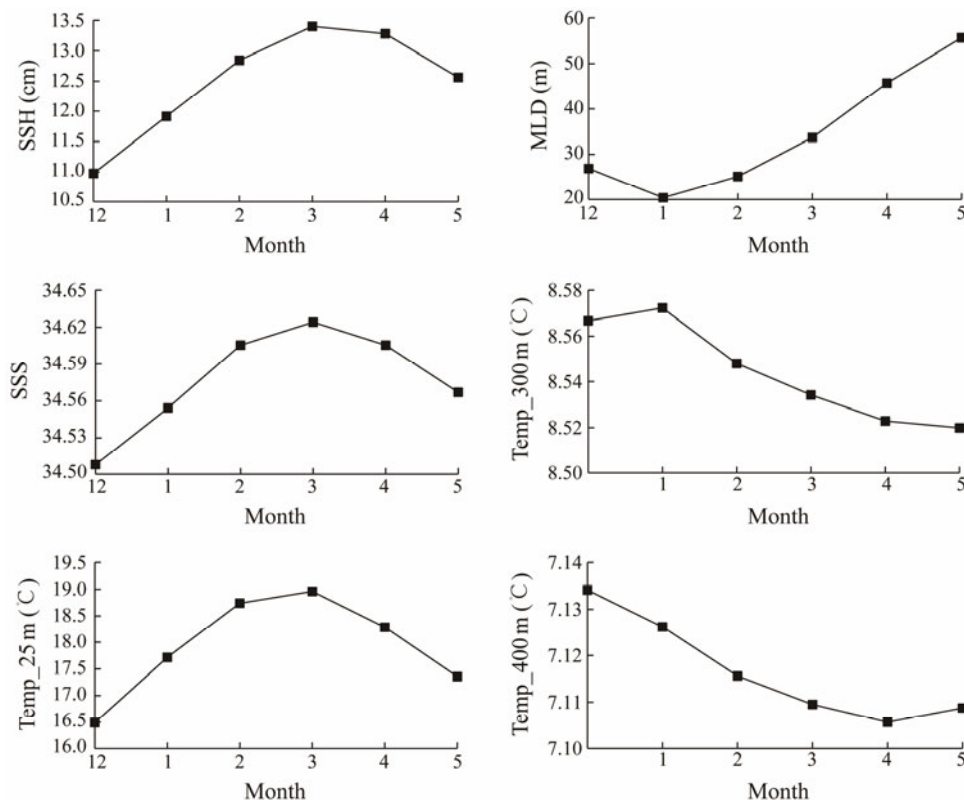 13.5
13.0
12.5
12.0
11.5
11.0
10.5
SSH (cm)
12 1 2 3 4 5
Month
60
50
40
30
20
MLD (m)
12 1 2 3 4 5
Month
34.65
34.62
34.59
34.56
34.53
34.50
SSS
12 1 2 3 4 5
Month
8.58
8.56
8.54
8.52
8.50
Temp_300 m (℃)
1 2 3 4 5
Month
19.5
19.0
18.5
18.0
17.5
17.0
16.5
16.0
Temp_25 m (℃)
12 1 2 3 4 5
Month
7.14
7.13
7.12
7.11
7.10
Temp_400 m (℃)
1 2 3 4 5
Month